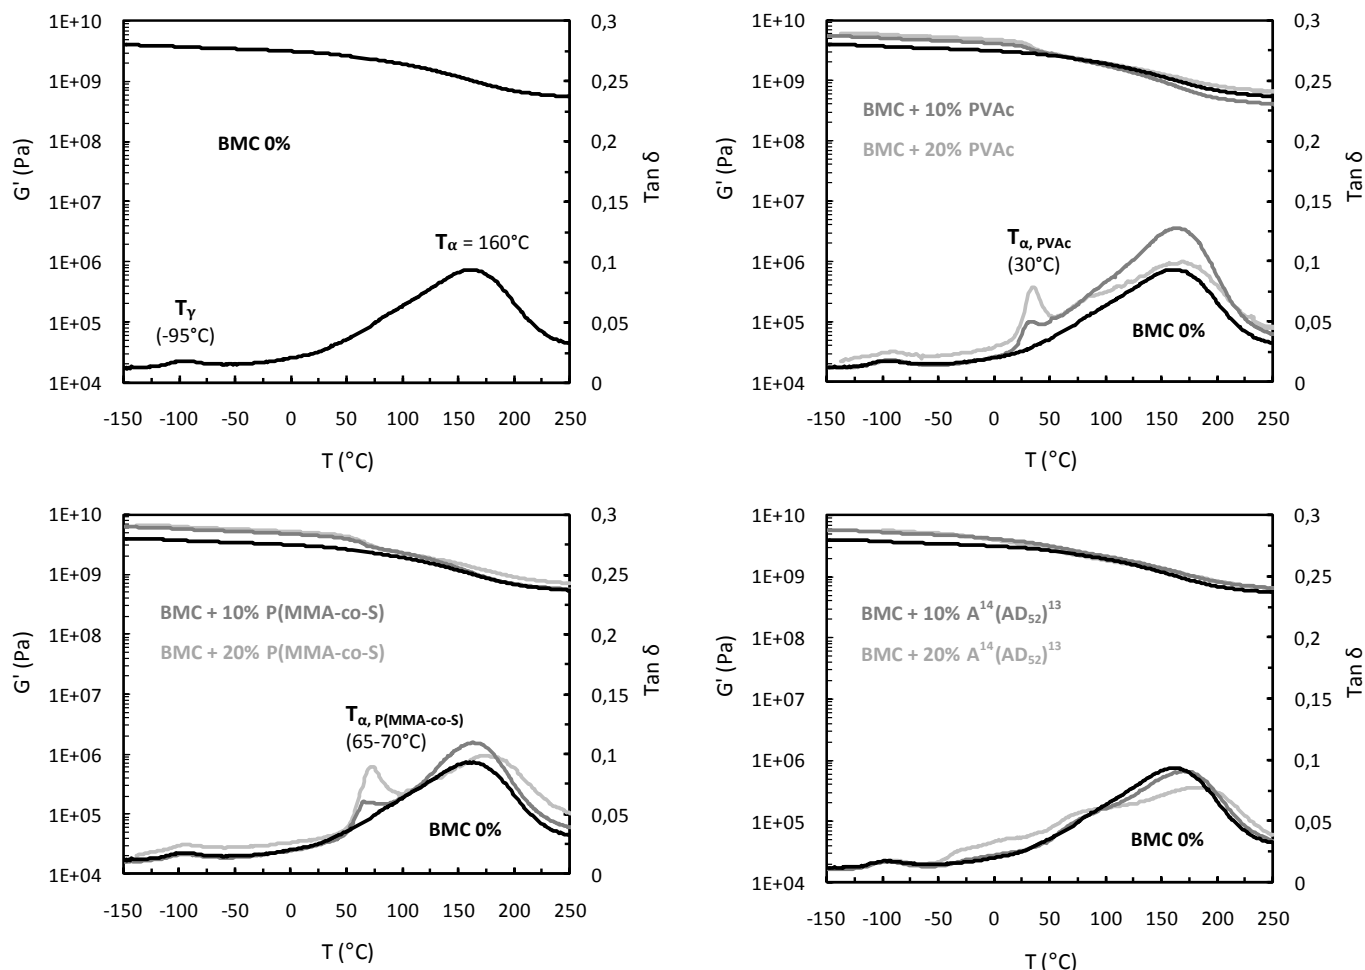 1E+10
1E+09
1E+08
1E+07
1E+06
1E+05
1E+04
G' (Pa)
0,3
0,25
0,2
0,15
0,1
0,05
0
Tan δ
BMC 0%
Tα = 160°C
Tγ
(-95°C)
-150 -100 -50 0 50 100 150 200 250
T (°C)
1E+10
1E+09
1E+08
1E+07
1E+06
1E+05
1E+04
G' (Pa)
0,3
0,25
0,2
0,15
0,1
0,05
0
Tan δ
BMC + 10% PVAc
BMC + 20% PVAc
Tα, PVAc
(30°C)
BMC 0%
-150 -100 -50 0 50 100 150 200 250
T (°C)
1E+10
1E+09
1E+08
1E+07
1E+06
1E+05
1E+04
G' (Pa)
0,3
0,25
0,2
0,15
0,1
0,05
0
Tan δ
BMC + 10% P(MMA-co-S)
BMC + 20% P(MMA-co-S)
Tα, P(MMA-co-S)
(65-70°C)
BMC 0%
-150 -100 -50 0 50 100 150 200 250
T (°C)
1E+10
1E+09
1E+08
1E+07
1E+06
1E+05
1E+04
G' (Pa)
0,3
0,25
0,2
0,15
0,1
0,05
0
Tan δ
BMC + 10% A¹⁴(AD₅₂)¹³
BMC + 20% A¹⁴(AD₅₂)¹³
BMC 0%
-150 -100 -50 0 50 100 150 200 250
T (°C)